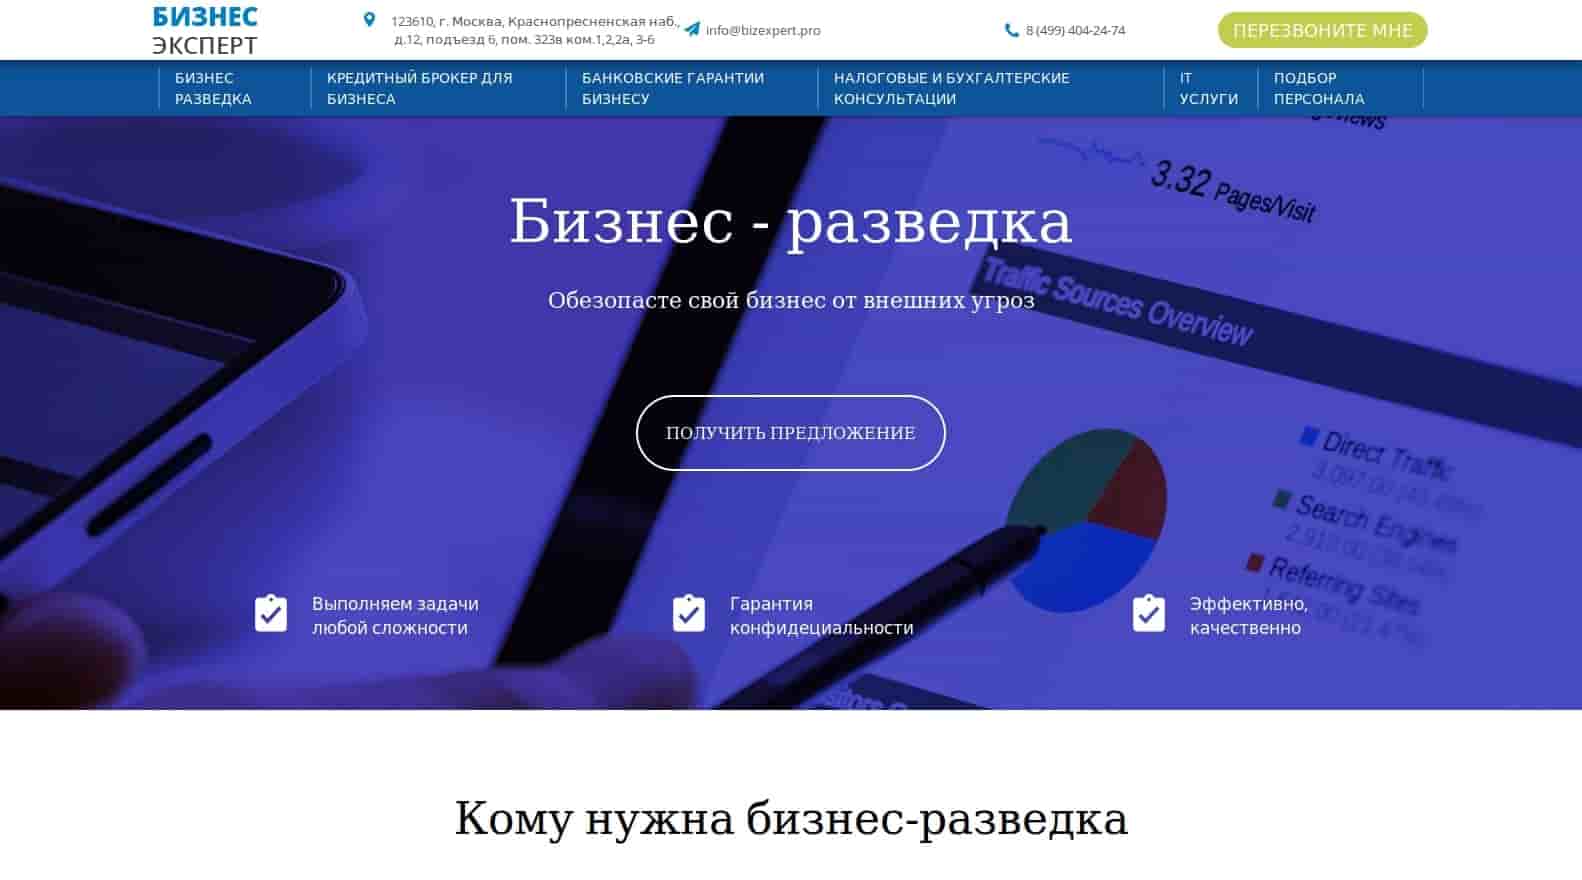 БИЗНЕС
ЭКСПЕРТ
123610, г. Москва, Краснопресненская наб.,
д.12, подъезд 6, пом. 323в ком.1,2,2а, 3-6
info@bizexpert.pro
8 (499) 404-24-74
ПЕРЕЗВОНИТЕ МНЕ
БИЗНЕС
РАЗВЕДКА
КРЕДИТНЫЙ БРОКЕР ДЛЯ
БИЗНЕСА
БАНКОВСКИЕ ГАРАНТИИ
БИЗНЕСУ
НАЛОГОВЫЕ И БУХГАЛТЕРСКИЕ
КОНСУЛЬТАЦИИ
IT
УСЛУГИ
ПОДБОР
ПЕРСОНАЛА
3.32 Pages/Visit
Бизнес - разведка
Traffic Sources Overview
Обезопасте свой бизнес от внешних угроз
ПОЛУЧИТЬ ПРЕДЛОЖЕНИЕ
Direct Traffic
Search Engines
Referring Sites
Выполняем задачи
любой сложности
Гарантия
конфидециальности
Эффективно,
качественно
Кому нужна бизнес-разведка